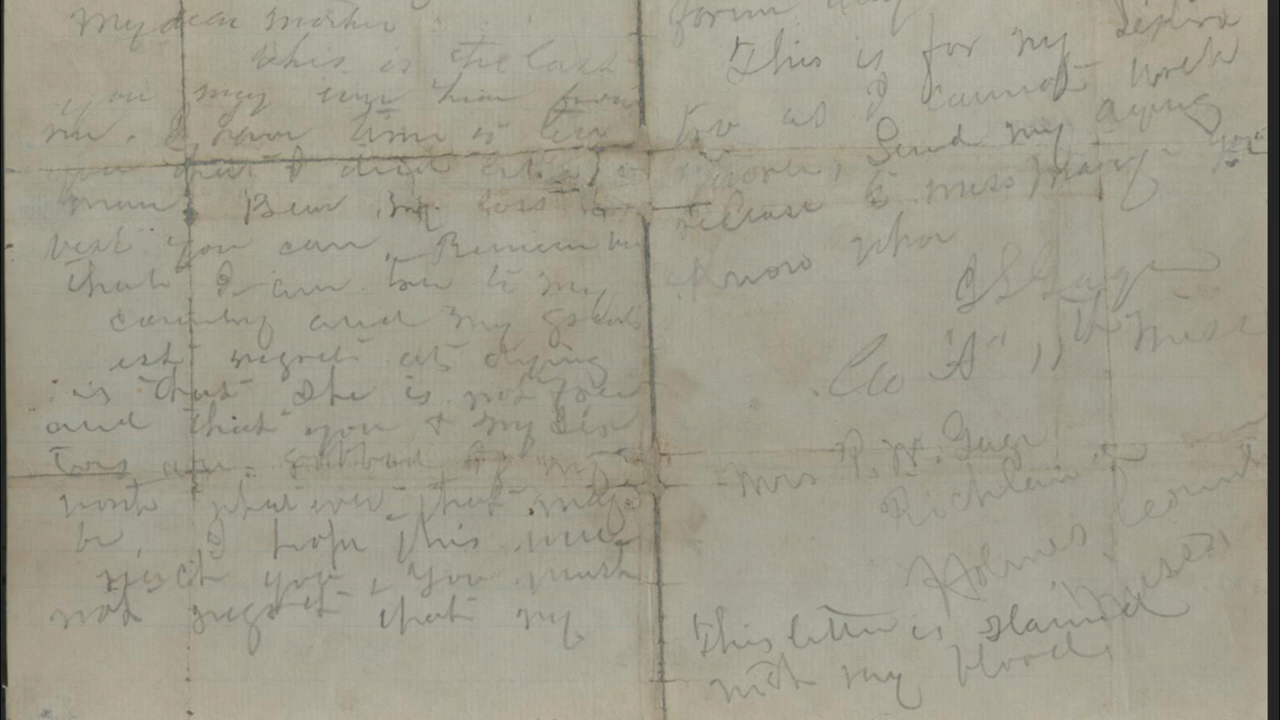 My dear Mother
This is the last
you may ever hear from
me. I have time to tell
you that I died like a
man. Bear my loss as
best you can. Remember
that I am true to my
country and my great
est regret at dying
is that she is not free
and that you & my sis
ters are robbed of my
worth whatever that may
be. I hope this will
reach you, you must
not regret that my
This is for my sisters
too as I cannot write
more. Send my dying
release to Miss Mary you
know who
J S Gage
Co "A" 11th Miss
Mrs P. W. Gage
Richland
Holmes County
Miss.
This letter is stained
with my blood.